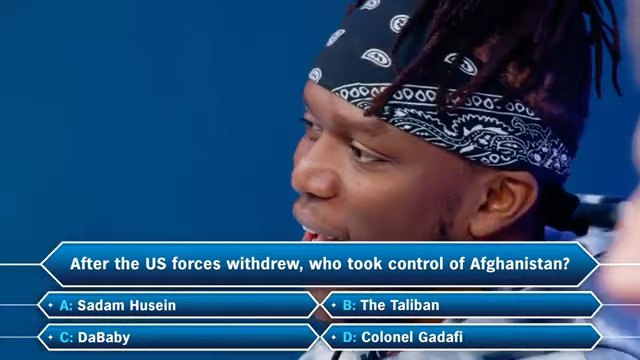 After the US forces withdrew, who took control of Afghanistan?
A: Sadam Husein
B: The Taliban
C: DaBaby
D: Colonel Gadafi